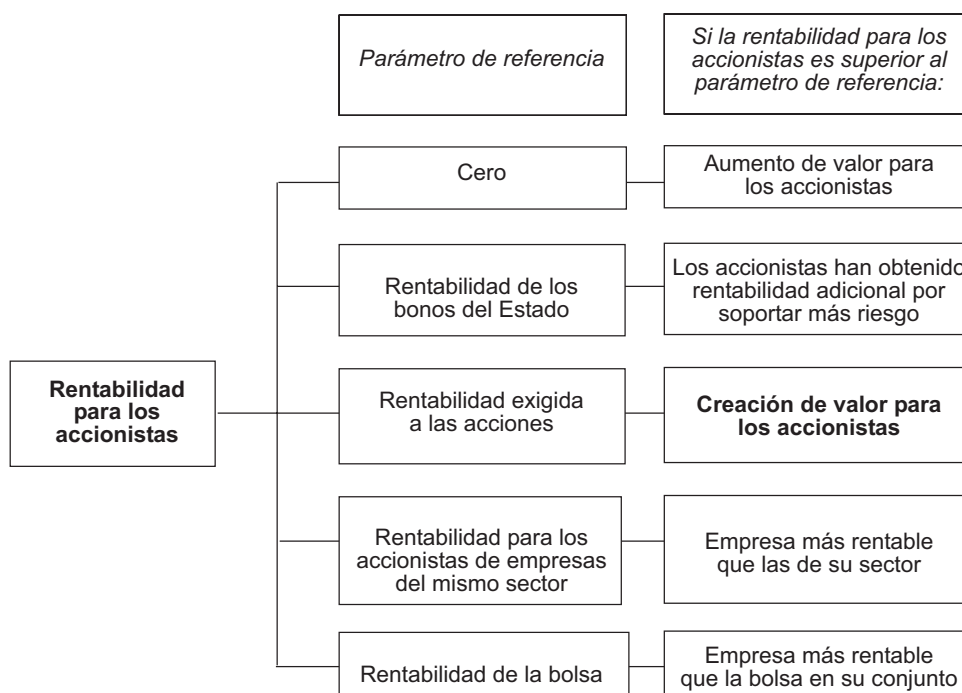 Parámetro de referencia
Si la rentabilidad para los
accionistas es superior al
parámetro de referencia:
Cero
Aumento de valor para
los accionistas
Rentabilidad de los
bonos del Estado
Los accionistas han obtenido
rentabilidad adicional por
soportar más riesgo
Rentabilidad
para los
accionistas
Rentabilidad exigida
a las acciones
Creación de valor para
los accionistas
Rentabilidad para los
accionistas de empresas
del mismo sector
Empresa más rentable
que las de su sector
Rentabilidad de la bolsa
Empresa más rentable
que la bolsa en su conjunto